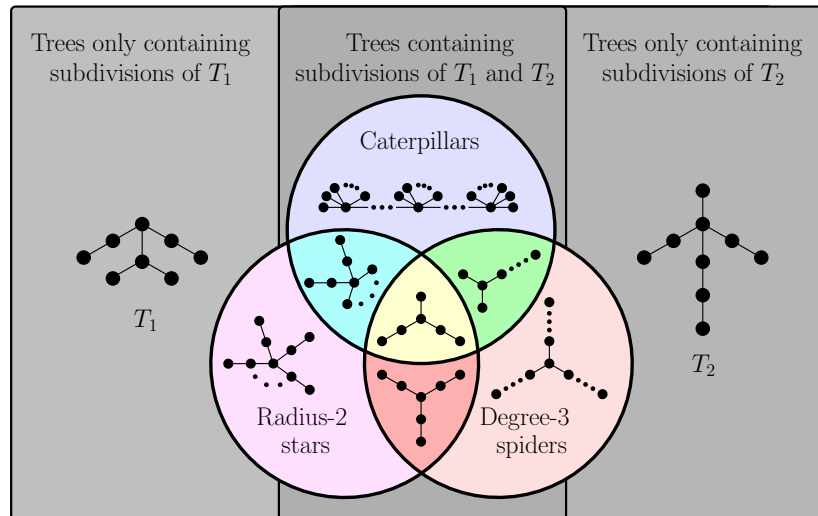 Trees only containing
subdivisions of T₁
Trees containing
subdivisions of T₁ and T₂
Trees only containing
subdivisions of T₂
Caterpillars
T₁
T₂
Radius-2
stars
Degree-3
spiders